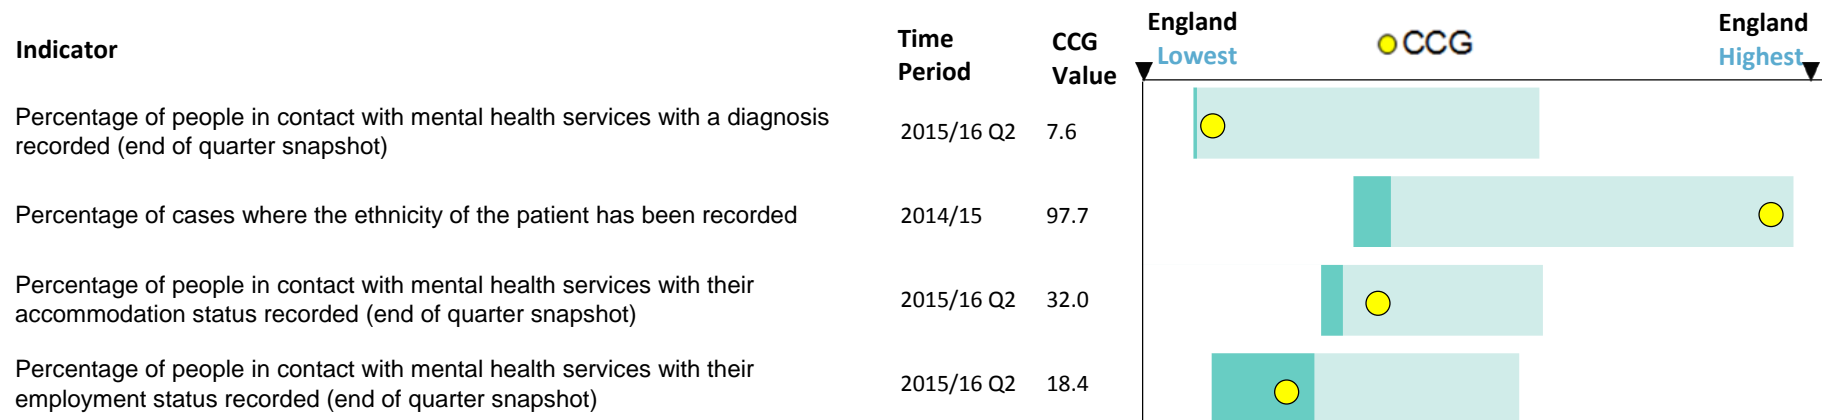 Indicator
Time
Period
CCG
Value
England
Lowest
CCG
England
Highest
Percentage of people in contact with mental health services with a diagnosis
recorded (end of quarter snapshot)
2015/16 Q2
7.6
Percentage of cases where the ethnicity of the patient has been recorded
2014/15
97.7
Percentage of people in contact with mental health services with their
accommodation status recorded (end of quarter snapshot)
2015/16 Q2
32.0
Percentage of people in contact with mental health services with their
employment status recorded (end of quarter snapshot)
2015/16 Q2
18.4